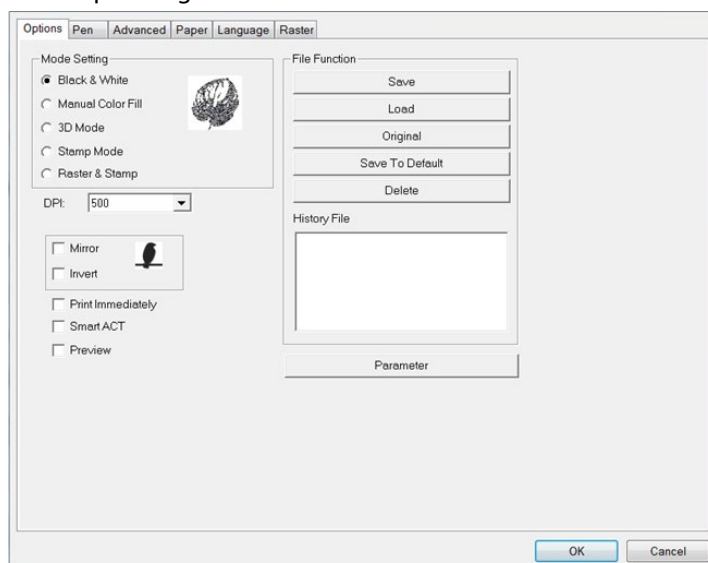 Options Pen Advanced Paper Language Raster
Mode Setting
Black & White
Manual Color Fill
3D Mode
Stamp Mode
Raster & Stamp
DPI: 500
Mirror
Invert
Print Immediately
Smart ACT
Preview
File Function
Save
Load
Original
Save To Default
Delete
History File
Parameter
OK Cancel